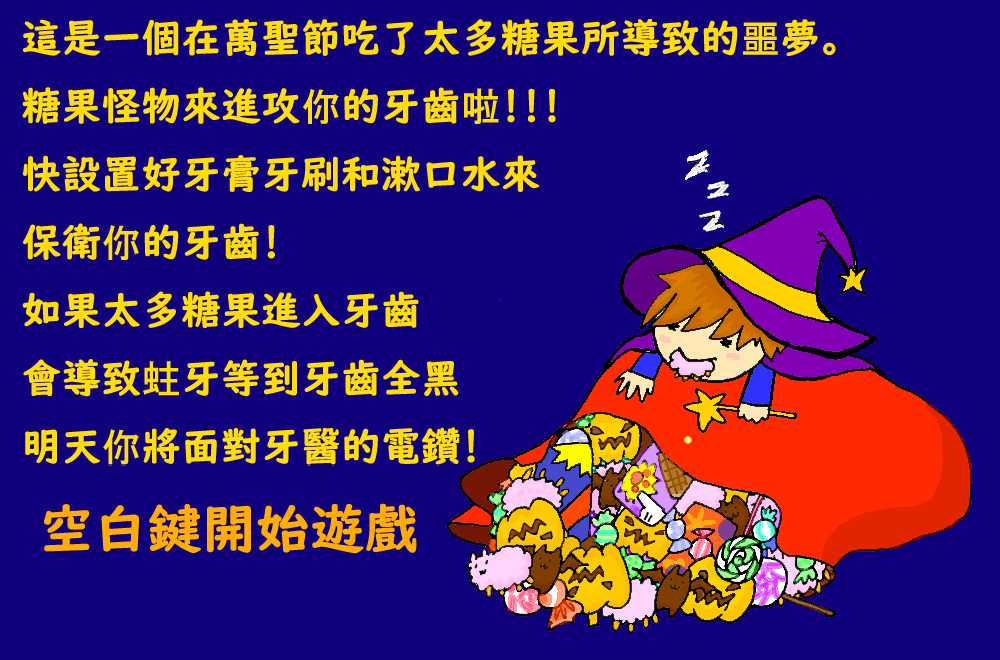 這是一個在萬聖節吃了太多糖果所導致的噩夢。
糖果怪物來進攻你的牙齒啦!!!
快設置好牙膏牙刷和漱口水來
保衛你的牙齒!
如果太多糖果進入牙齒
會導致蛀牙等到牙齒全黑
明天你將面對牙醫的電鑽!
空白鍵開始遊戲
Z
Z
Z